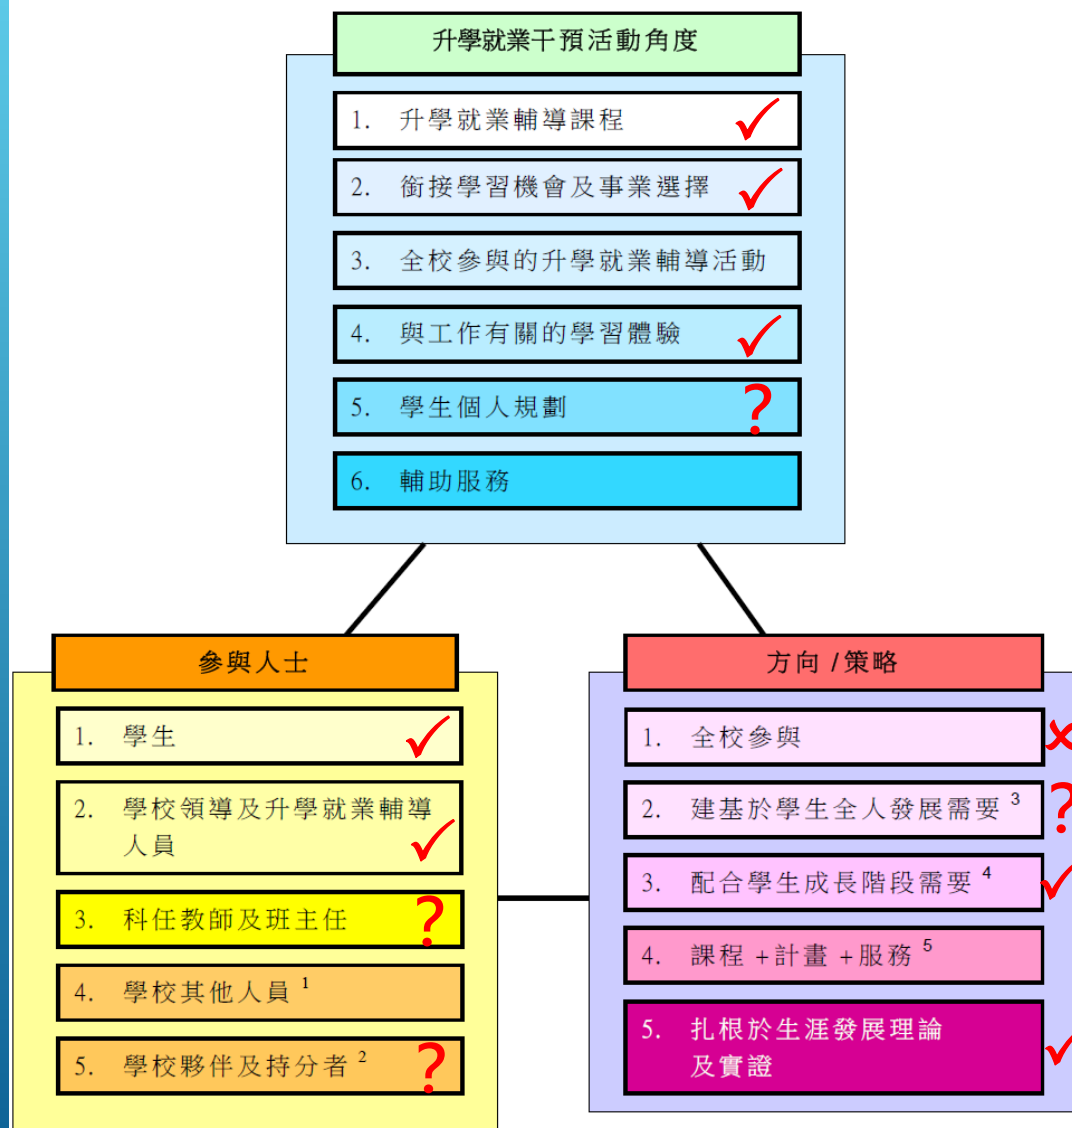 升學就業干預活動角度
1. 升學就業輔導課程 ✓
2. 銜接學習機會及事業選擇 ✓
3. 全校參與的升學就業輔導活動
4. 與工作有關的學習體驗 ✓
5. 學生個人規劃 ?
6. 輔助服務
參與人士
1. 學生 ✓
2. 學校領導及升學就業輔導
人員 ✓
3. 科任教師及班主任 ?
4. 學校其他人員 1
5. 學校夥伴及持分者 2 ?
方向 /策略
1. 全校參與 ✗
2. 建基於學生全人發展需要 3 ?
3. 配合學生成長階段需要 4 ✓
4. 課程 +計畫 +服務 5
5. 扎根於生涯發展理論
及實證 ✓